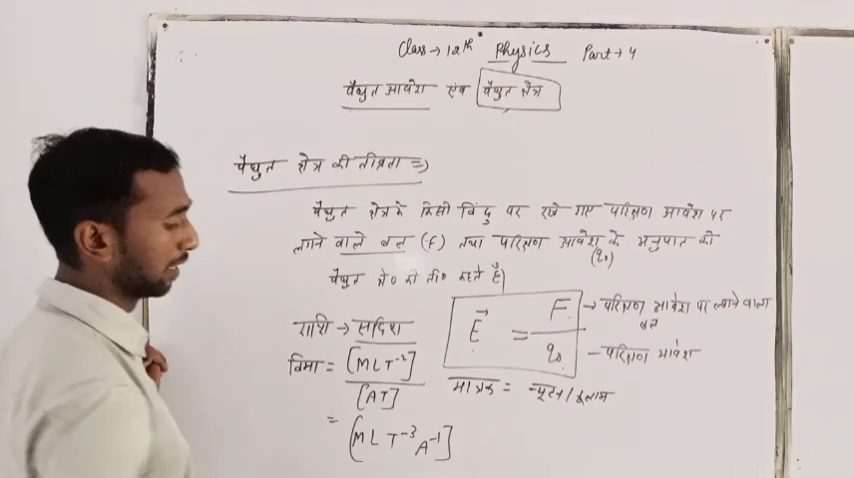 Class → 12th Physics Part → 4
वैद्युत आवेश एवं वैद्युत क्षेत्र
वैद्युत क्षेत्र की तीव्रता ⇒
वैद्युत क्षेत्र के किसी बिंदु पर रखे गए परीक्षण आवेश पर
लगने वाले बल (F) तथा परीक्षण आवेश के अनुपात को
(q₀)
वैद्युत क्षे० की ती० कहते हैं|
राशि → सदिश
E⃗ = F / q₀
→ परीक्षण आवेश पर लगने वाला बल
– परीक्षण आवेश
विमा = [MLT⁻²] / [AT]
मात्रक = न्यूटन/कूलाम
= [MLT⁻³A⁻¹]